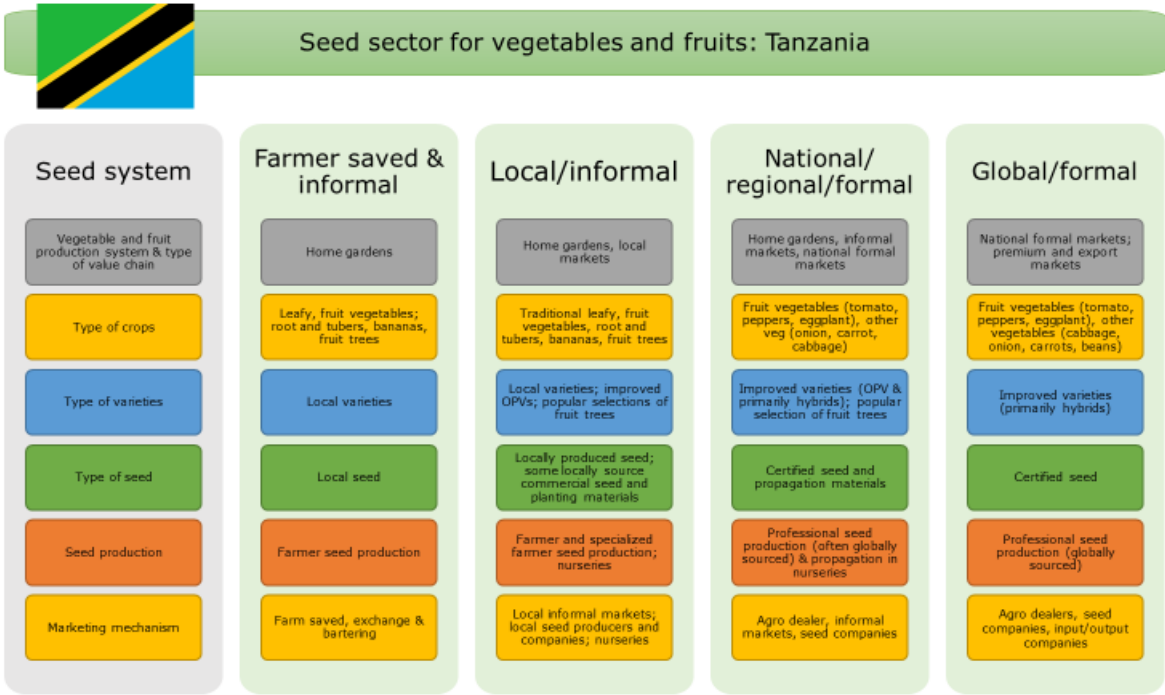 Seed sector for vegetables and fruits: Tanzania
Seed system
Vegetable and fruit
production system & type
of value chain
Type of crops
Type of varieties
Type of seed
Seed production
Marketing mechanism
Farmer saved &
informal
Home gardens
Leafy, fruit vegetables;
root and tubers, bananas,
fruit trees
Local varieties
Local seed
Farmer seed production
Farm saved, exchange &
bartering
Local/informal
Home gardens, local
markets
Traditional leafy, fruit
vegetables, root and
tubers, bananas, fruit trees
Local varieties; improved
OPVs; popular selections of
fruit trees
Locally produced seed;
some locally source
commercial seed and
planting materials
Farmer and specialized
farmer seed production;
nurseries
Local informal markets;
local seed producers and
companies; nurseries
National/
regional/formal
Home gardens, informal
markets, national formal
markets
Fruit vegetables (tomato,
peppers, eggplant), other
veg (onion, carrot,
cabbage)
Improved varieties (OPV &
primarily hybrids); popular
selection of fruit trees
Certified seed and
propagation materials
Professional seed
production (often globally
sourced) & propagation in
nurseries
Agro dealer, informal
markets, seed companies
Global/formal
National formal markets;
premium and export
markets
Fruit vegetables (tomato,
peppers, eggplant), other
vegetables (cabbage,
onion, carrots, beans)
Improved varieties
(primarily hybrids)
Certified seed
Professional seed
production (globally
sourced)
Agro dealers, seed
companies, input/output
companies